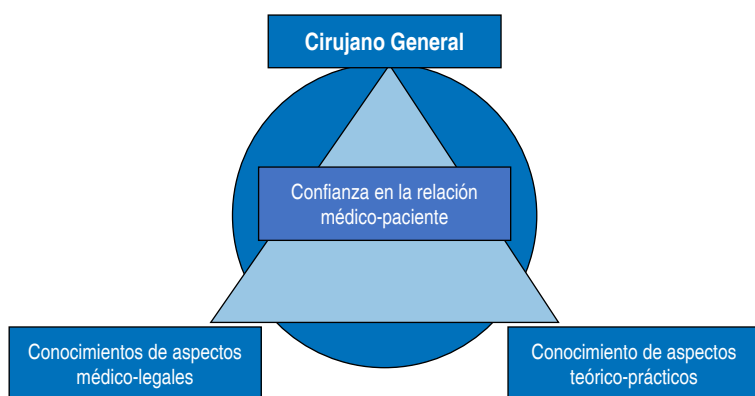 Cirujano General
Confianza en la relación
médico-paciente
Conocimientos de aspectos
médico-legales
Conocimiento de aspectos
teórico-prácticos